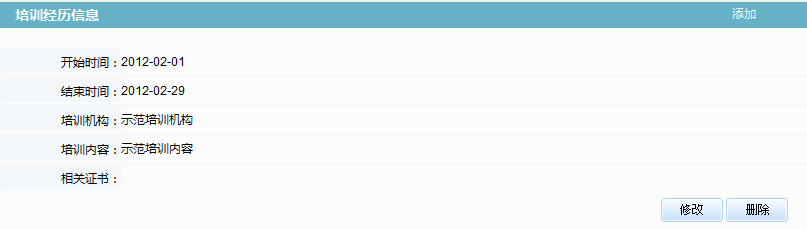 培训经历信息 添加
开始时间：2012-02-01
结束时间：2012-02-29
培训机构：示范培训机构
培训内容：示范培训内容
相关证书：
修改 删除